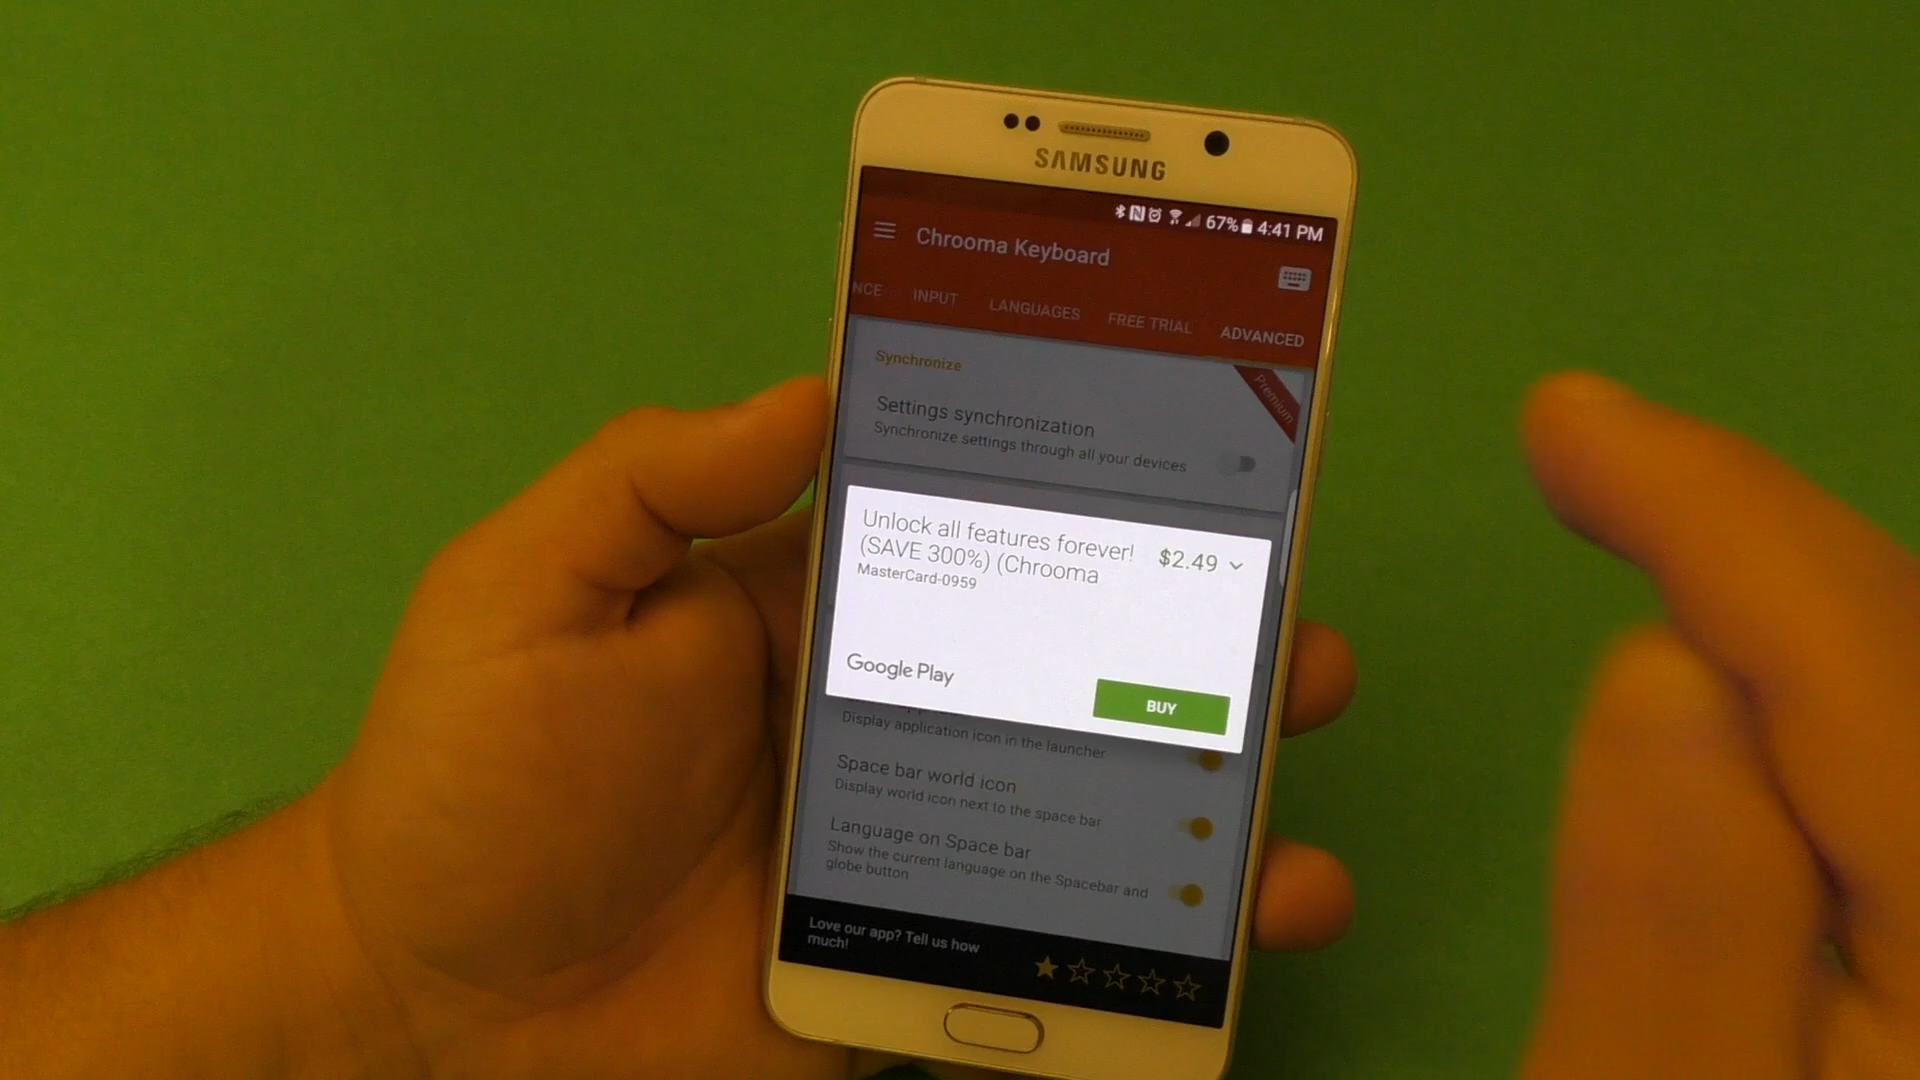 SAMSUNG
67% 4:41 PM
Chrooma Keyboard
NCE INPUT LANGUAGES FREE TRIAL ADVANCED
Synchronize
Premium
Settings synchronization
Synchronize settings through all your devices
Unlock all features forever! $2.49
(SAVE 300%) (Chrooma
MasterCard-0959
Google Play
BUY
Display application icon in the launcher
Space bar world icon
Display world icon next to the space bar
Language on Space bar
Show the current language on the Spacebar and
globe button
Love our app? Tell us how
much!